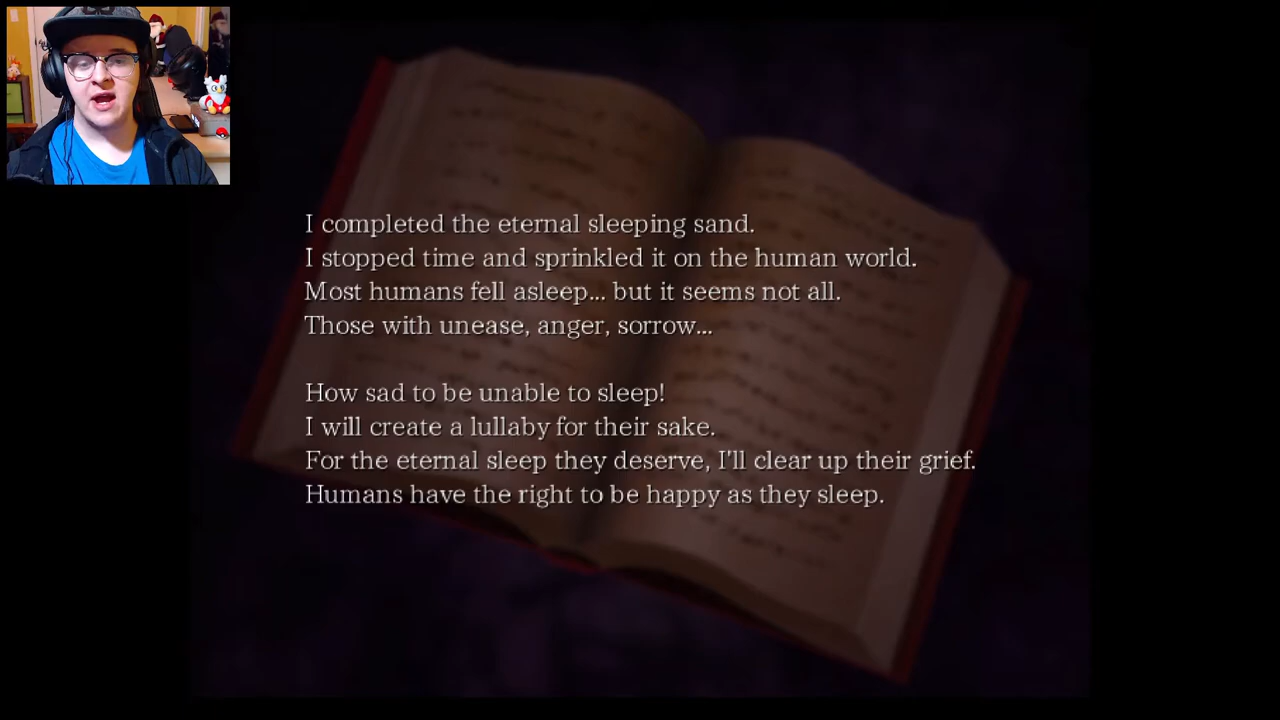 I completed the eternal sleeping sand.
I stopped time and sprinkled it on the human world.
Most humans fell asleep... but it seems not all.
Those with unease, anger, sorrow...
How sad to be unable to sleep!
I will create a lullaby for their sake.
For the eternal sleep they deserve, I'll clear up their grief.
Humans have the right to be happy as they sleep.